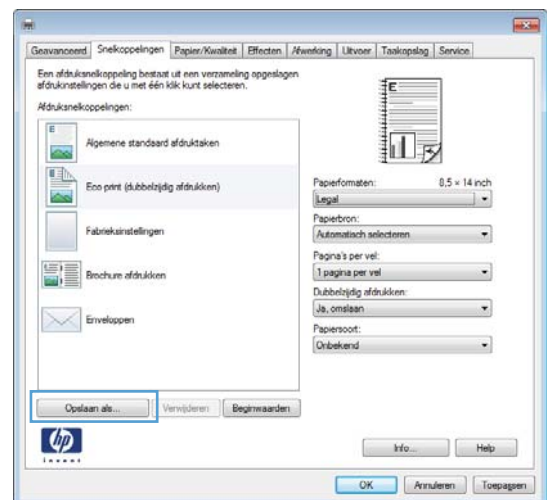 Geavanceerd Snelkoppelingen Papier/Kwaliteit Effecten Afwerking Uitvoer Taakopslag Service
Een afdruksnelkoppeling bestaat uit een verzameling opgeslagen
afdrukinstellingen die u met één klik kunt selecteren.
Afdruksnelkoppelingen:
E
Algemene standaard afdruktaken
Eco print (dubbelzijdig afdrukken)
Fabrieksinstellingen
Brochure afdrukken
Enveloppen
E
Papierformaten: 8,5 × 14 inch
Legal
Papierbron:
Automatisch selecteren
Pagina's per vel:
1 pagina per vel
Dubbelzijdig afdrukken:
Ja, omslaan
Papiersoort:
Onbekend
Opslaan als... Verwijderen Beginwaarden
hp
invent
Info... Help
OK Annuleren Toepassen